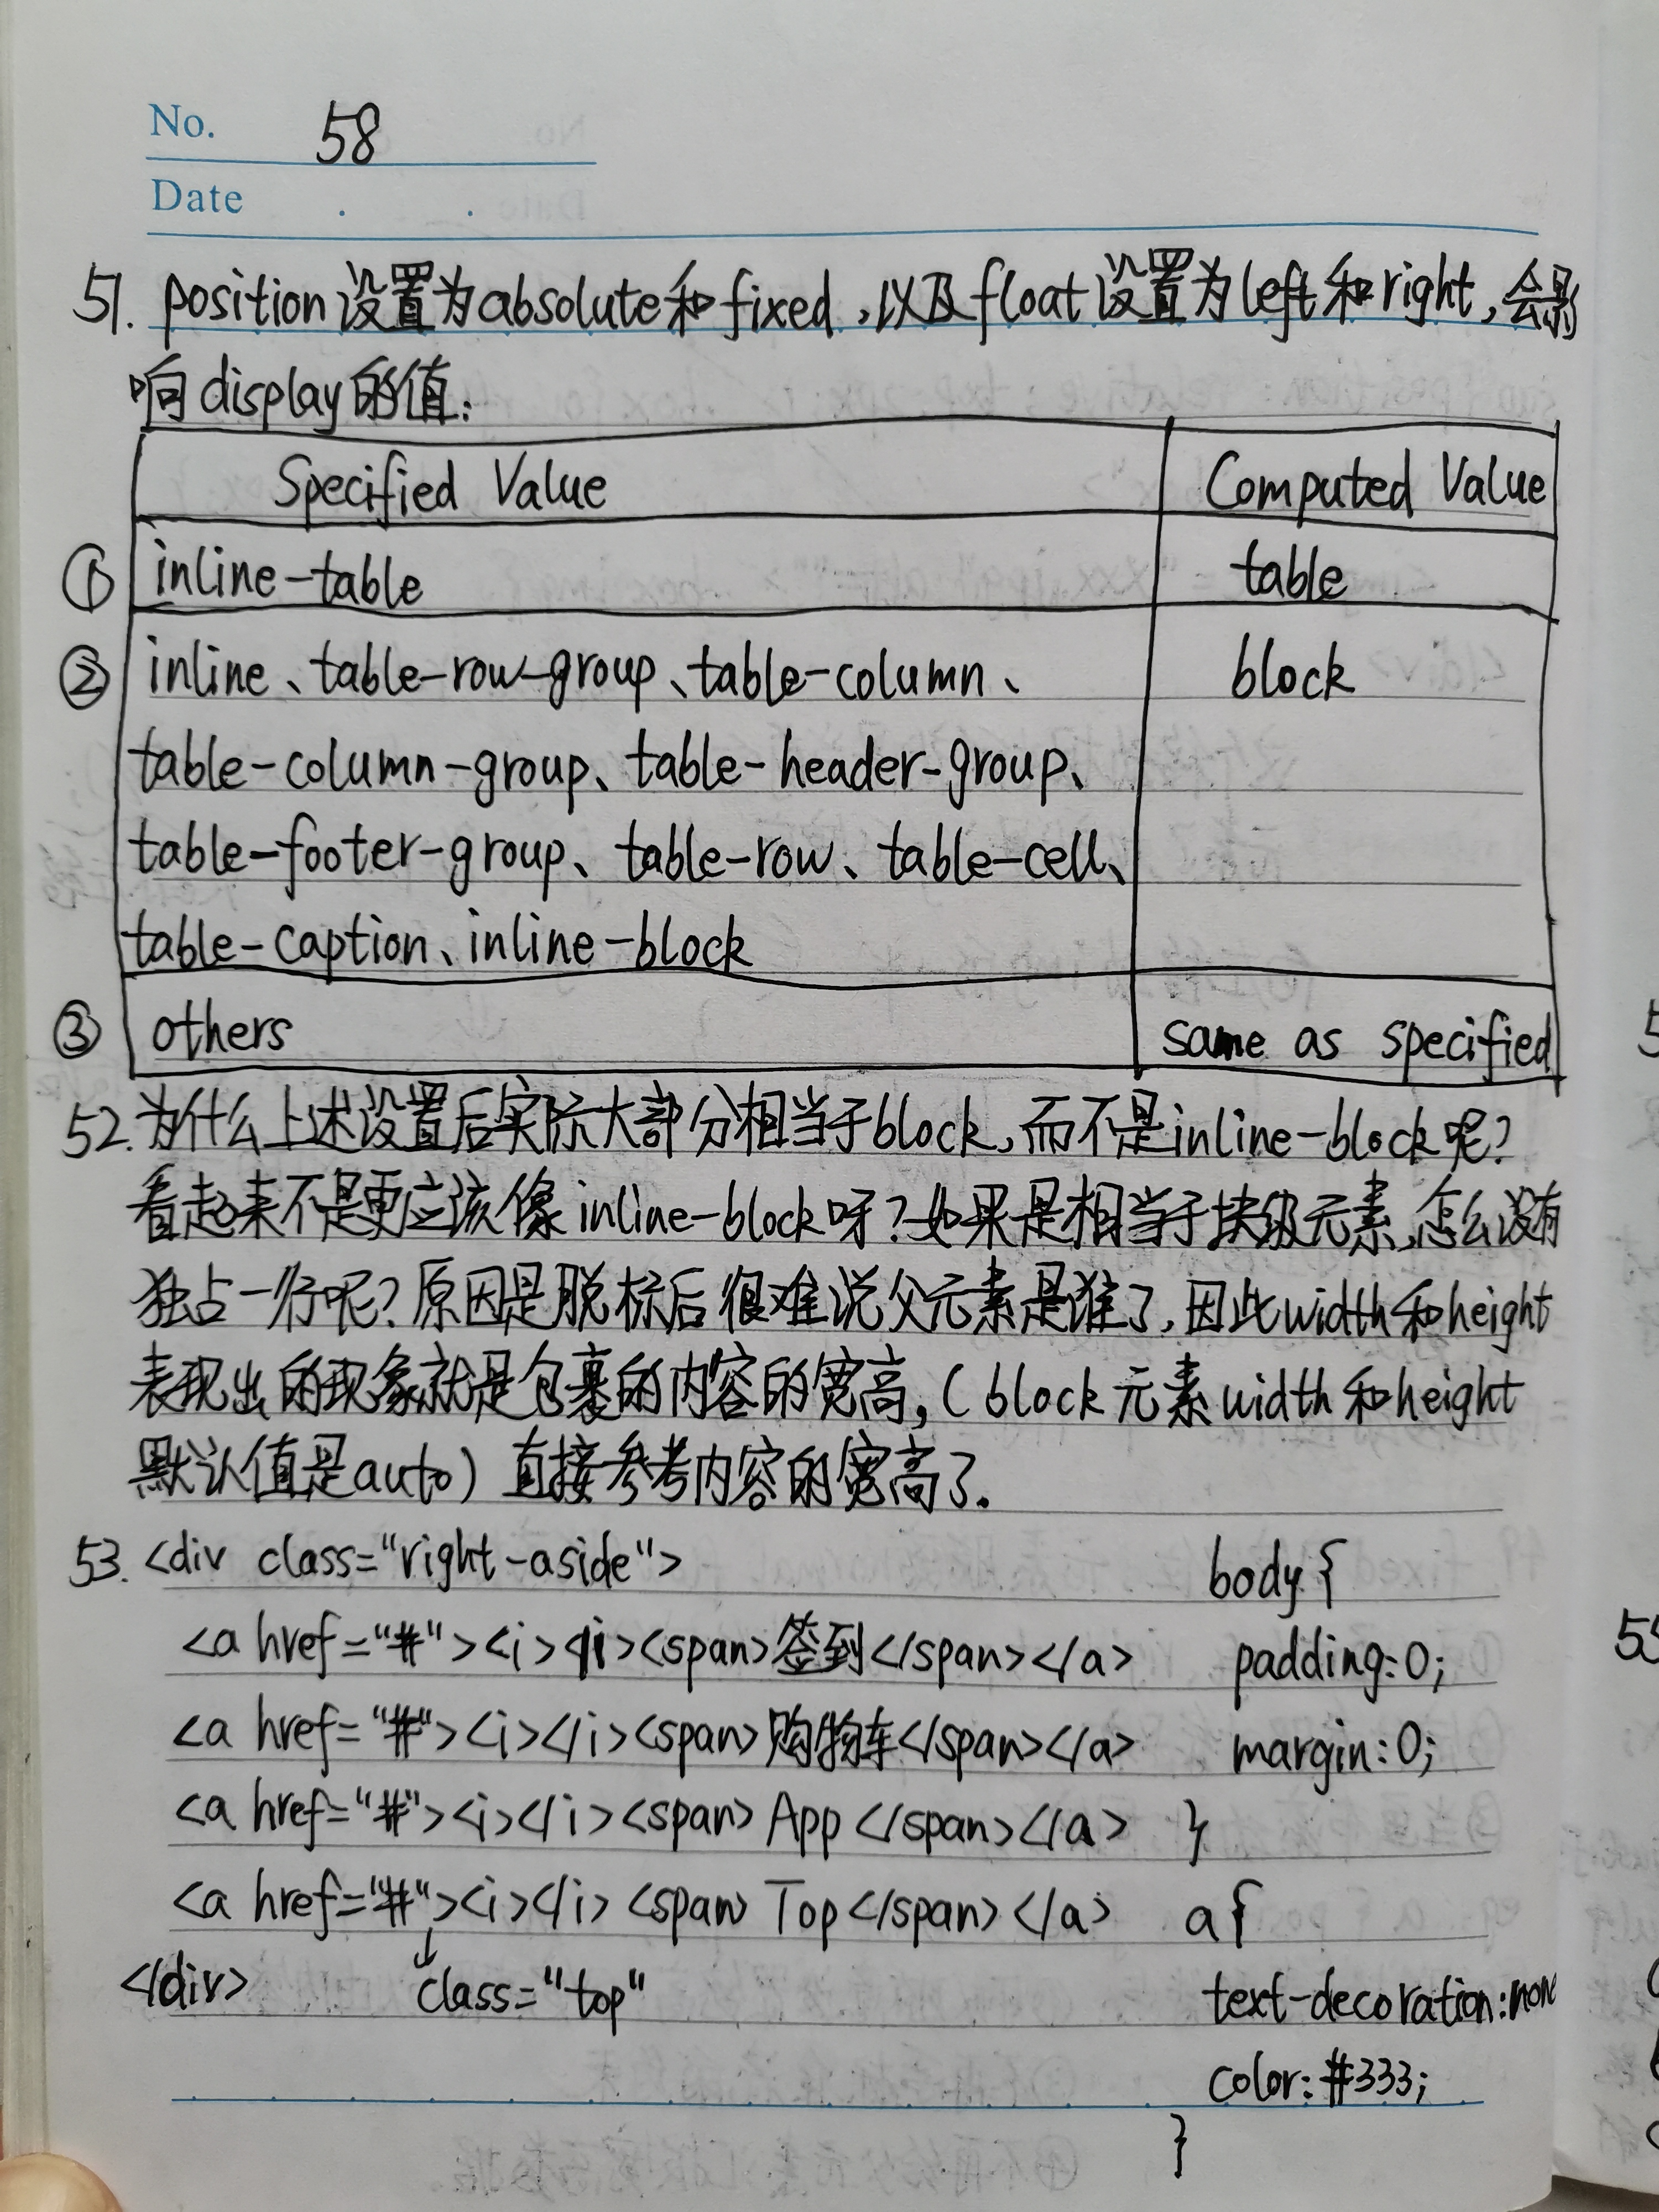 No. 58
Date . .
51. position设置为absolute和fixed,以及float设置为left和right,会影
响display的值:
Specified Value Computed Value
① inline-table table
② inline、table-row-group、table-column、 block
table-column-group、table-header-group、
table-footer-group、table-row、table-cell、
table-caption、inline-block
③ others same as specified
52.为什么上述设置后实际大部分相当于block,而不是inline-block呢?
看起来不是更应该像inline-block呀?如果是相当于块级元素,怎么没有
独占一行呢?原因是脱标后很难说父元素是谁了,因此width和height
表现出的现象就是包裹的内容的宽高,(block元素width和height
默认值是auto)直接参考内容的宽高了.
53. <div class="right-aside"> body{
<a href="#"><i></i><span>签到</span></a> padding:0;
<a href="#"><i></i><span>购物车</span></a> margin:0;
<a href="#"><i></i><span>App</span></a> }
<a href="#"><i></i><span>Top</span></a> a{
</div> class="top" text-decoration:none
color:#333;
}